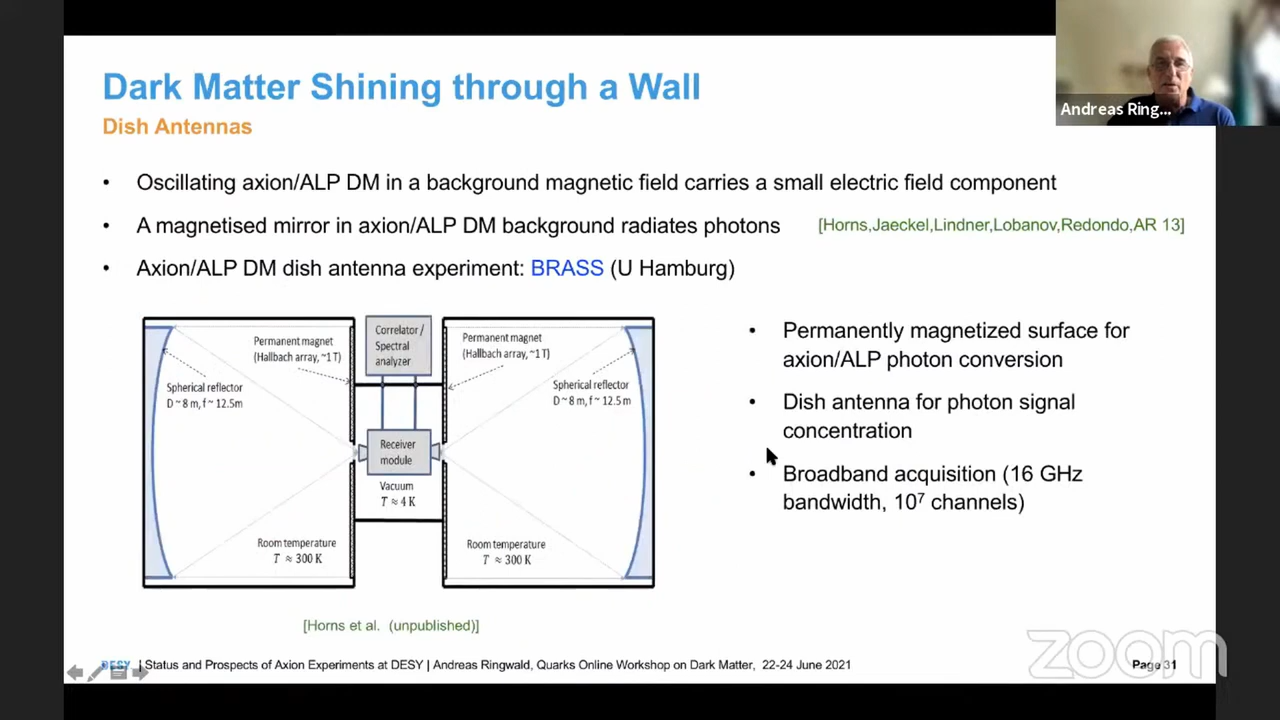 Dark Matter Shining through a Wall
Dish Antennas
• Oscillating axion/ALP DM in a background magnetic field carries a small electric field component
• A magnetised mirror in axion/ALP DM background radiates photons [Horns,Jaeckel,Lindner,Lobanov,Redondo,AR 13]
• Axion/ALP DM dish antenna experiment: BRASS (U Hamburg)
Permanent magnet
(Hallbach array, ~1 T)
Correlator /
Spectral
analyzer
Permanent magnet
(Hallbach array, ~1 T)
Spherical reflector
D ~ 8 m, f ~ 12.5m
Spherical reflector
D ~ 8 m, f ~ 12.5 m
Receiver
module
Vacuum
T ≈ 4 K
Room temperature
T ≈ 300 K
Room temperature
T ≈ 300 K
• Permanently magnetized surface for
axion/ALP photon conversion
• Dish antenna for photon signal
concentration
• Broadband acquisition (16 GHz
bandwidth, 10⁷ channels)
[Horns et al. (unpublished)]
DESY | Status and Prospects of Axion Experiments at DESY | Andreas Ringwald, Quarks Online Workshop on Dark Matter, 22-24 June 2021
Page 31
Andreas Ring...
zoom